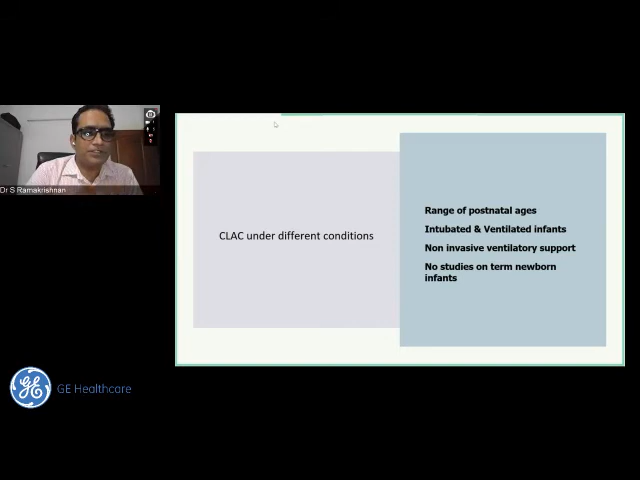 Dr S Ramakrishnan
CLAC under different conditions
Range of postnatal ages
Intubated & Ventilated infants
Non invasive ventilatory support
No studies on term newborn
infants
GE Healthcare